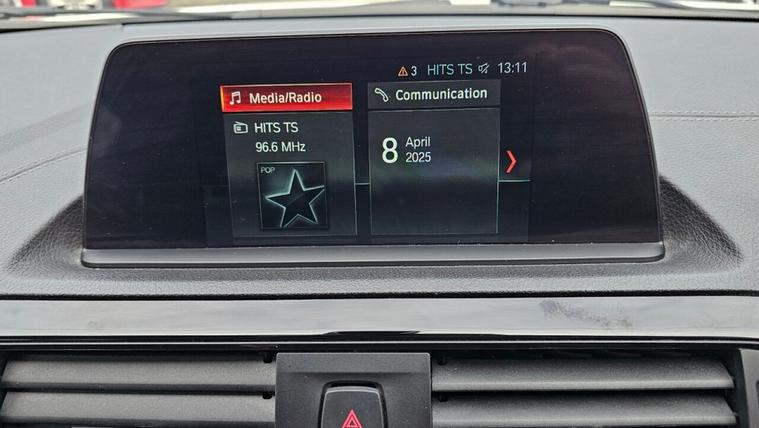 3 HITS TS 13:11
Media/Radio
HITS TS
96.6 MHz
POP
Communication
8 April
2025